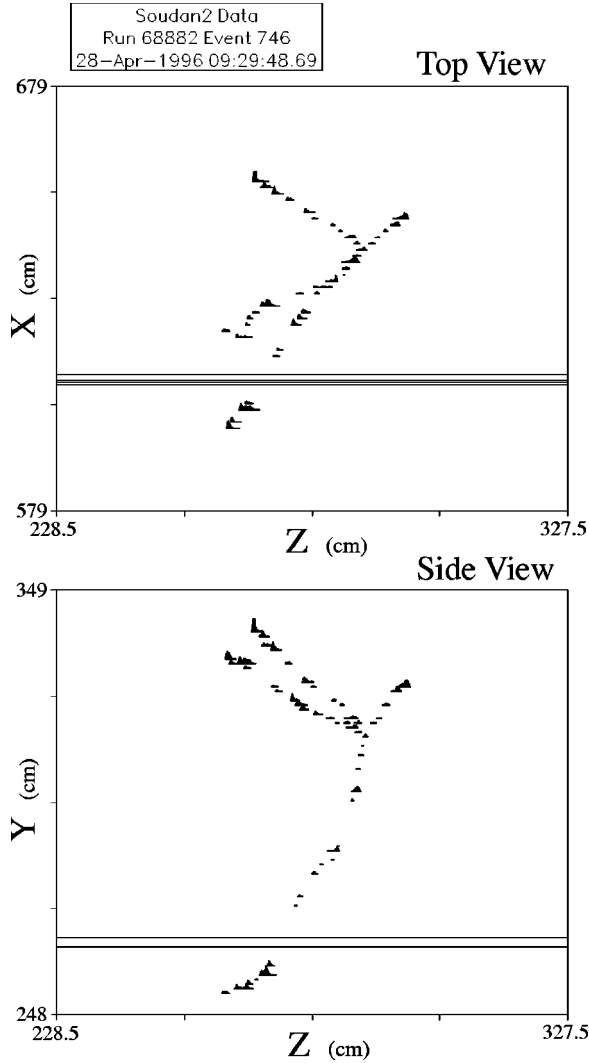 Soudan2 Data
Run 68882 Event 746
28-Apr-1996 09:29:48.69
Top View
679
X (cm)
579
228.5
Z (cm)
327.5
Side View
349
Y (cm)
248
228.5
Z (cm)
327.5